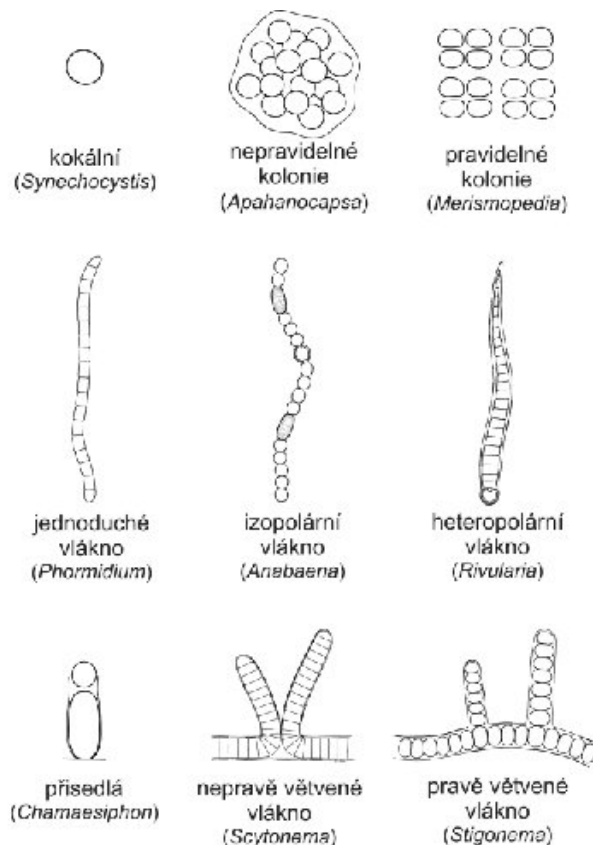 kokální
(Synechocystis)
nepravidelné
kolonie
(Apahanocapsa)
pravidelné
kolonie
(Merismopedia)
jednoduché
vlákno
(Phormidium)
izopolární
vlákno
(Anabaena)
heteropolární
vlákno
(Rivularia)
přisedlá
(Chamaesiphon)
nepravě větvené
vlákno
(Scytonema)
pravě větvené
vlákno
(Stigonema)